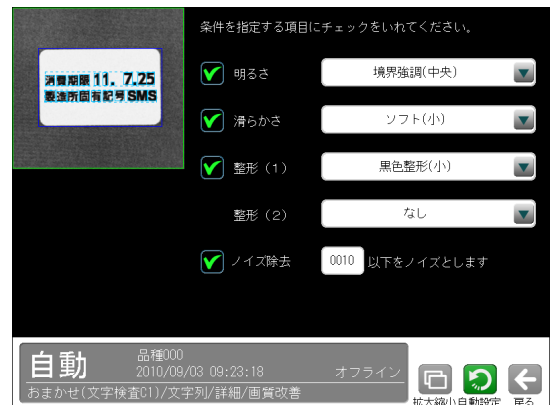 条件を指定する項目にチェックをいれてください。
消費期限 11. 7.25
製造所固有記号 SMS
明るさ 境界強調(中央)
滑らかさ ソフト(小)
整形（1） 黒色整形(小)
整形（2） なし
ノイズ除去 0010 以下をノイズとします
自動 品種000
2010/09/03 09:23:18 オフライン
おまかせ(文字検査C1)/文字列/詳細/画質改善
拡大縮小 自動設定 戻る